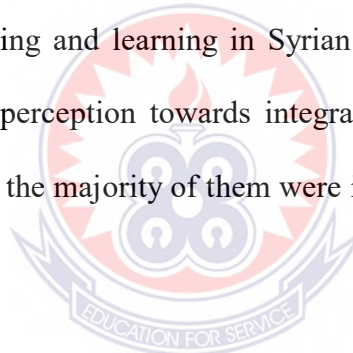 ing and learning in Syrian
perception towards integra
the majority of them were i
EDUCATION FOR SERVICE